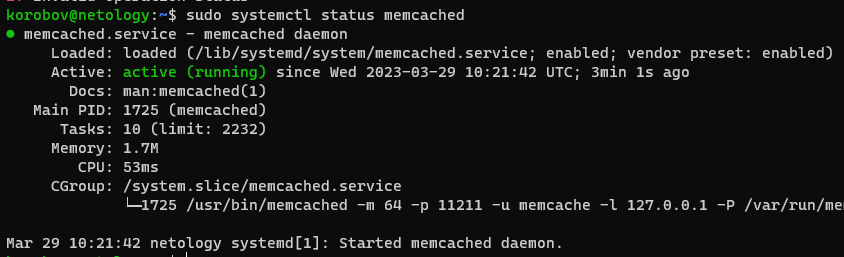 korobov@netology:~$ sudo systemctl status memcached
● memcached.service - memcached daemon
Loaded: loaded (/lib/systemd/system/memcached.service; enabled; vendor preset: enabled)
Active: active (running) since Wed 2023-03-29 10:21:42 UTC; 3min 1s ago
Docs: man:memcached(1)
Main PID: 1725 (memcached)
Tasks: 10 (limit: 2232)
Memory: 1.7M
CPU: 53ms
CGroup: /system.slice/memcached.service
└─1725 /usr/bin/memcached -m 64 -p 11211 -u memcache -l 127.0.0.1 -P /var/run/me
Mar 29 10:21:42 netology systemd[1]: Started memcached daemon.